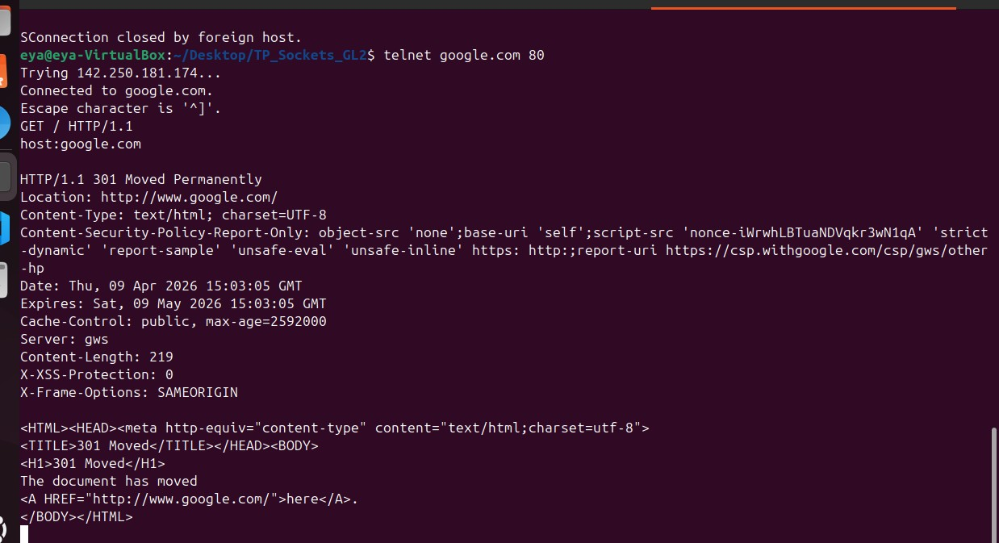 SConnection closed by foreign host.
eya@eya-VirtualBox:~/Desktop/TP_Sockets_GL2$ telnet google.com 80
Trying 142.250.181.174...
Connected to google.com.
Escape character is '^]'.
GET / HTTP/1.1
host:google.com

HTTP/1.1 301 Moved Permanently
Location: http://www.google.com/
Content-Type: text/html; charset=UTF-8
Content-Security-Policy-Report-Only: object-src 'none';base-uri 'self';script-src 'nonce-iWrwhLBTuaNDVqkr3wN1qA' 'strict
-dynamic' 'report-sample' 'unsafe-eval' 'unsafe-inline' https: http:;report-uri https://csp.withgoogle.com/csp/gws/other
-hp
Date: Thu, 09 Apr 2026 15:03:05 GMT
Expires: Sat, 09 May 2026 15:03:05 GMT
Cache-Control: public, max-age=2592000
Server: gws
Content-Length: 219
X-XSS-Protection: 0
X-Frame-Options: SAMEORIGIN

<HTML><HEAD><meta http-equiv="content-type" content="text/html;charset=utf-8">
<TITLE>301 Moved</TITLE></HEAD><BODY>
<H1>301 Moved</H1>
The document has moved
<A HREF="http://www.google.com/">here</A>.
</BODY></HTML>